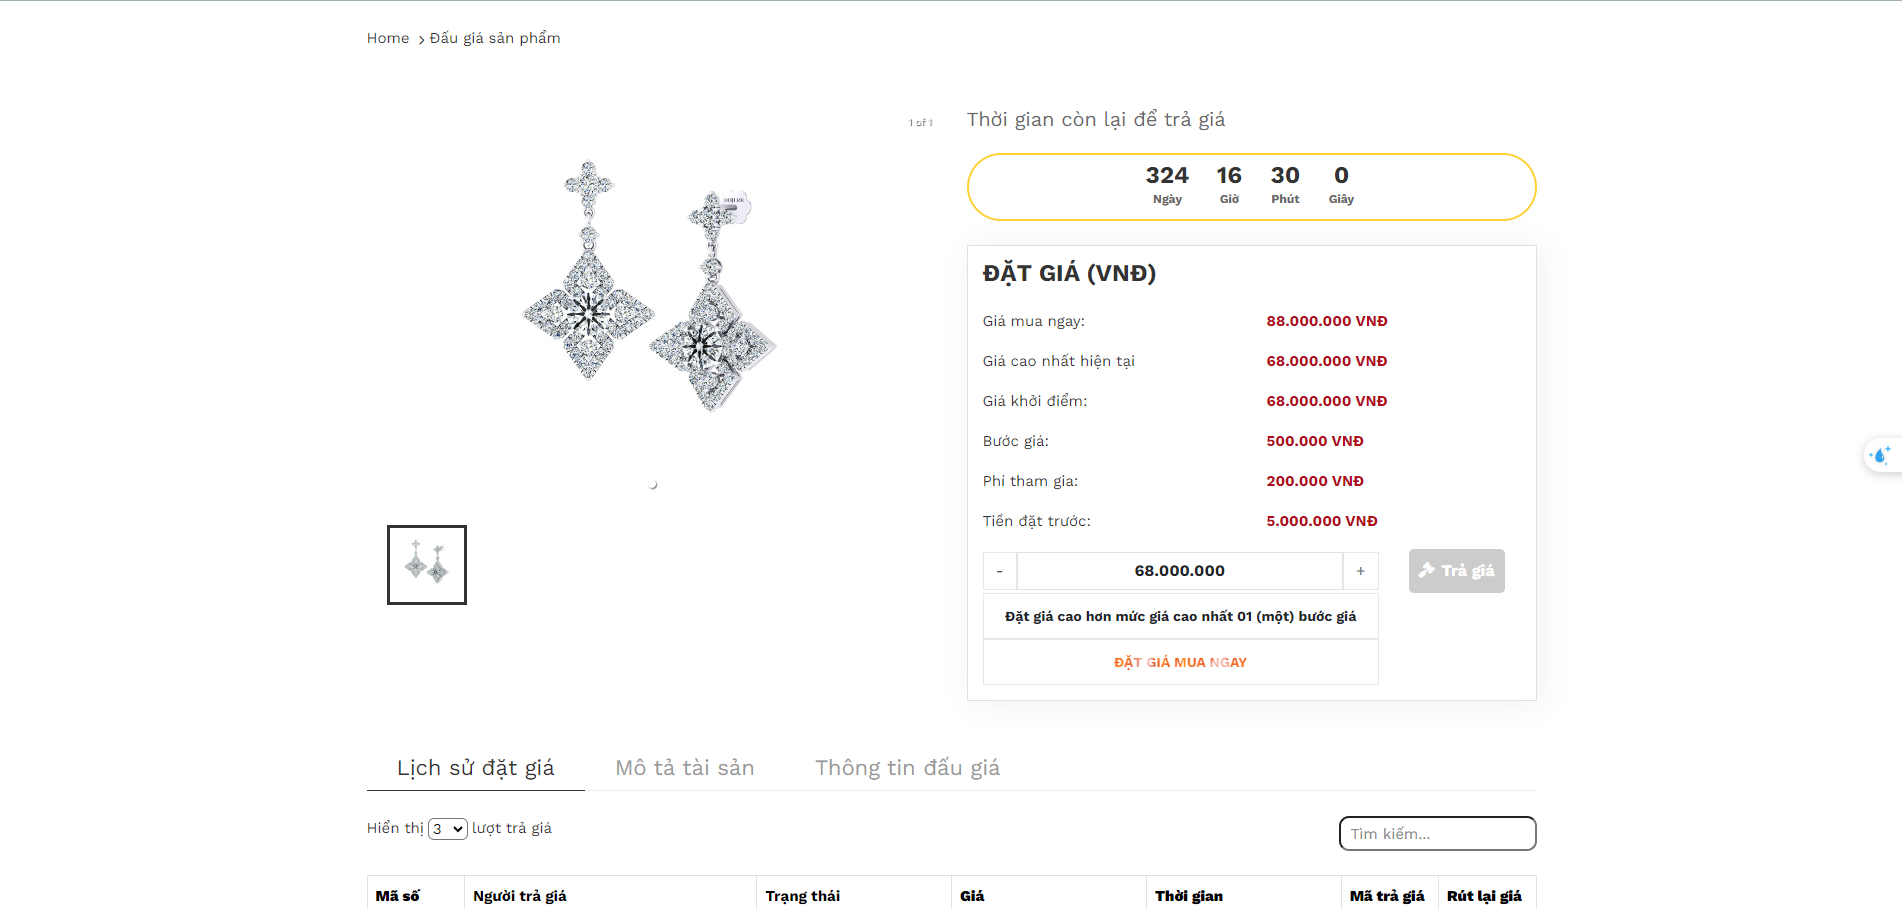 Home > Đấu giá sản phẩm
1 of 1
Thời gian còn lại để trả giá
324 16 30 0
Ngày Giờ Phút Giây
ĐẶT GIÁ (VNĐ)
Giá mua ngay: 88.000.000 VNĐ
Giá cao nhất hiện tại 68.000.000 VNĐ
Giá khởi điểm: 68.000.000 VNĐ
Bước giá: 500.000 VNĐ
Phí tham gia: 200.000 VNĐ
Tiền đặt trước: 5.000.000 VNĐ
- 68.000.000 + Trả giá
Đặt giá cao hơn mức giá cao nhất 01 (một) bước giá
ĐẶT GIÁ MUA NGAY
Lịch sử đặt giá Mô tả tài sản Thông tin đấu giá
Hiển thị 3 lượt trả giá Tìm kiếm...
Mã số Người trả giá Trạng thái Giá Thời gian Mã trả giá Rút lại giá